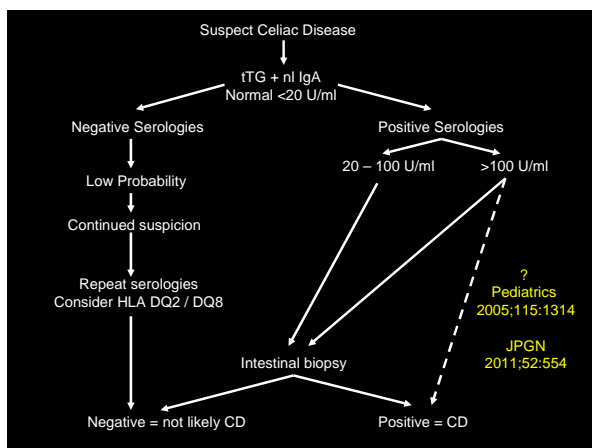 Suspect Celiac Disease
tTG + nl IgA
Normal <20 U/ml
Negative Serologies
Positive Serologies
20 – 100 U/ml
>100 U/ml
Low Probability
Continued suspicion
Repeat serologies
Consider HLA DQ2 / DQ8
?
Pediatrics
2005;115:1314
JPGN
2011;52:554
Intestinal biopsy
Negative = not likely CD
Positive = CD